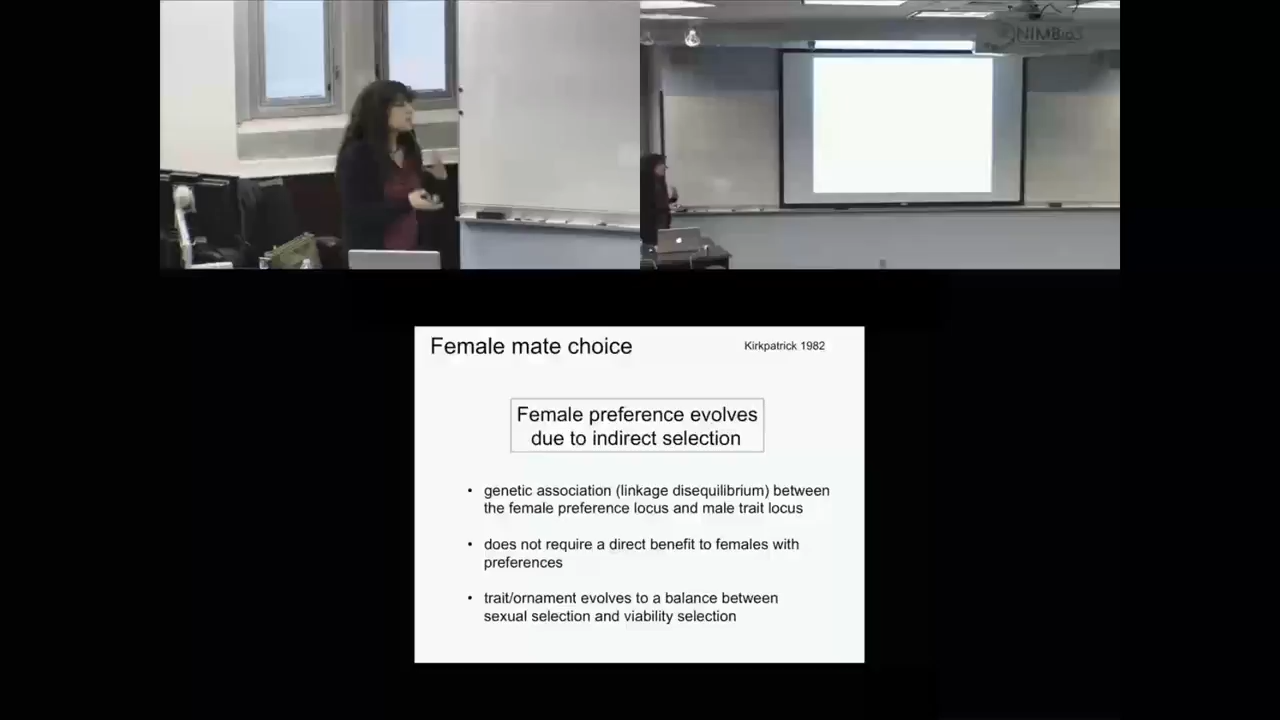 NIMBioS
Female mate choice
Kirkpatrick 1982
Female preference evolves
due to indirect selection
• genetic association (linkage disequilibrium) between
the female preference locus and male trait locus
• does not require a direct benefit to females with
preferences
• trait/ornament evolves to a balance between
sexual selection and viability selection